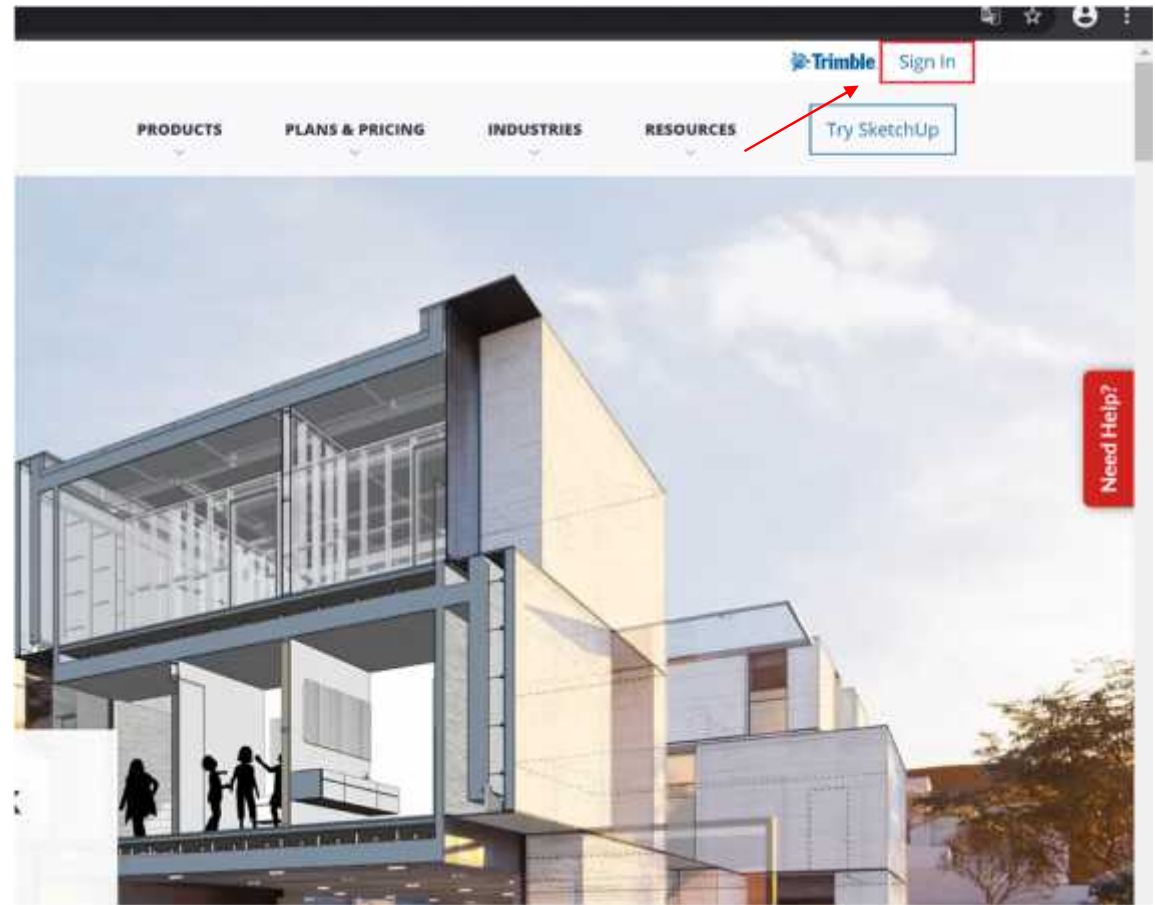 Trimble Sign In
PRODUCTS PLANS & PRICING INDUSTRIES RESOURCES Try SketchUp
Need Help?